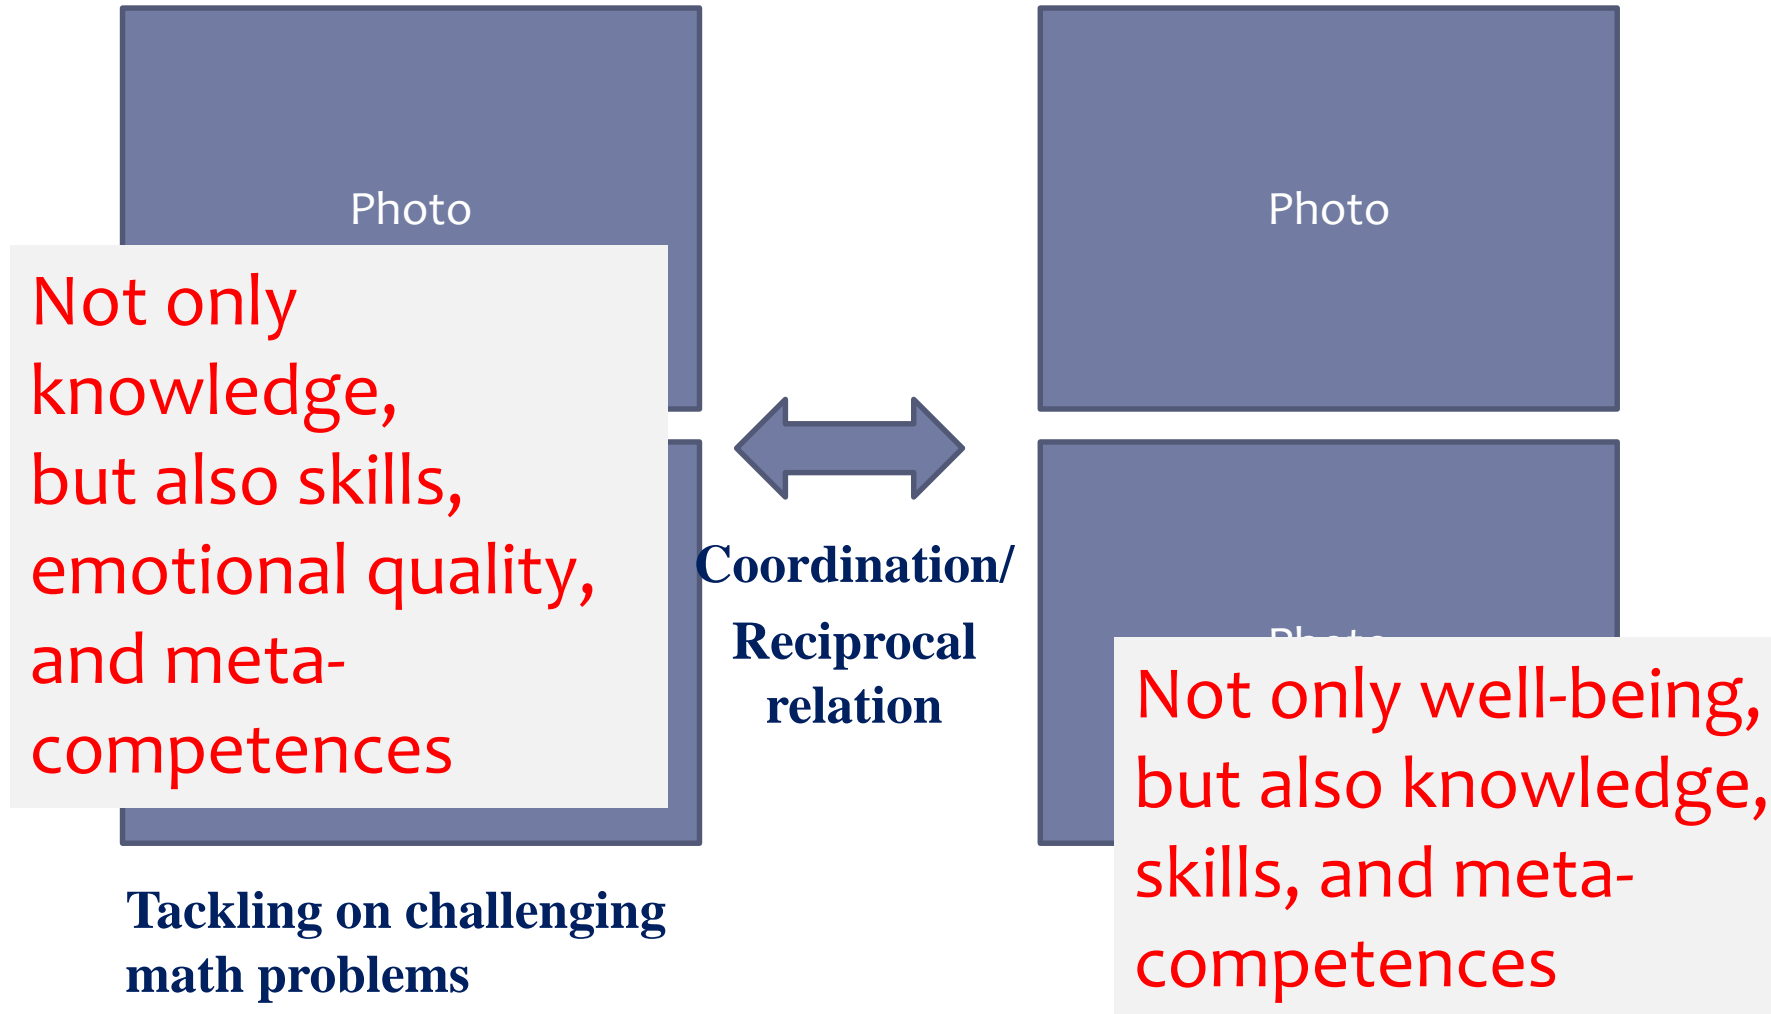 Photo
Photo
Not only
knowledge,
but also skills,
emotional quality,
and meta-
competences
Coordination/
Reciprocal
relation
Photo
Not only well-being,
but also knowledge,
skills, and meta-
competences
Tackling on challenging
math problems